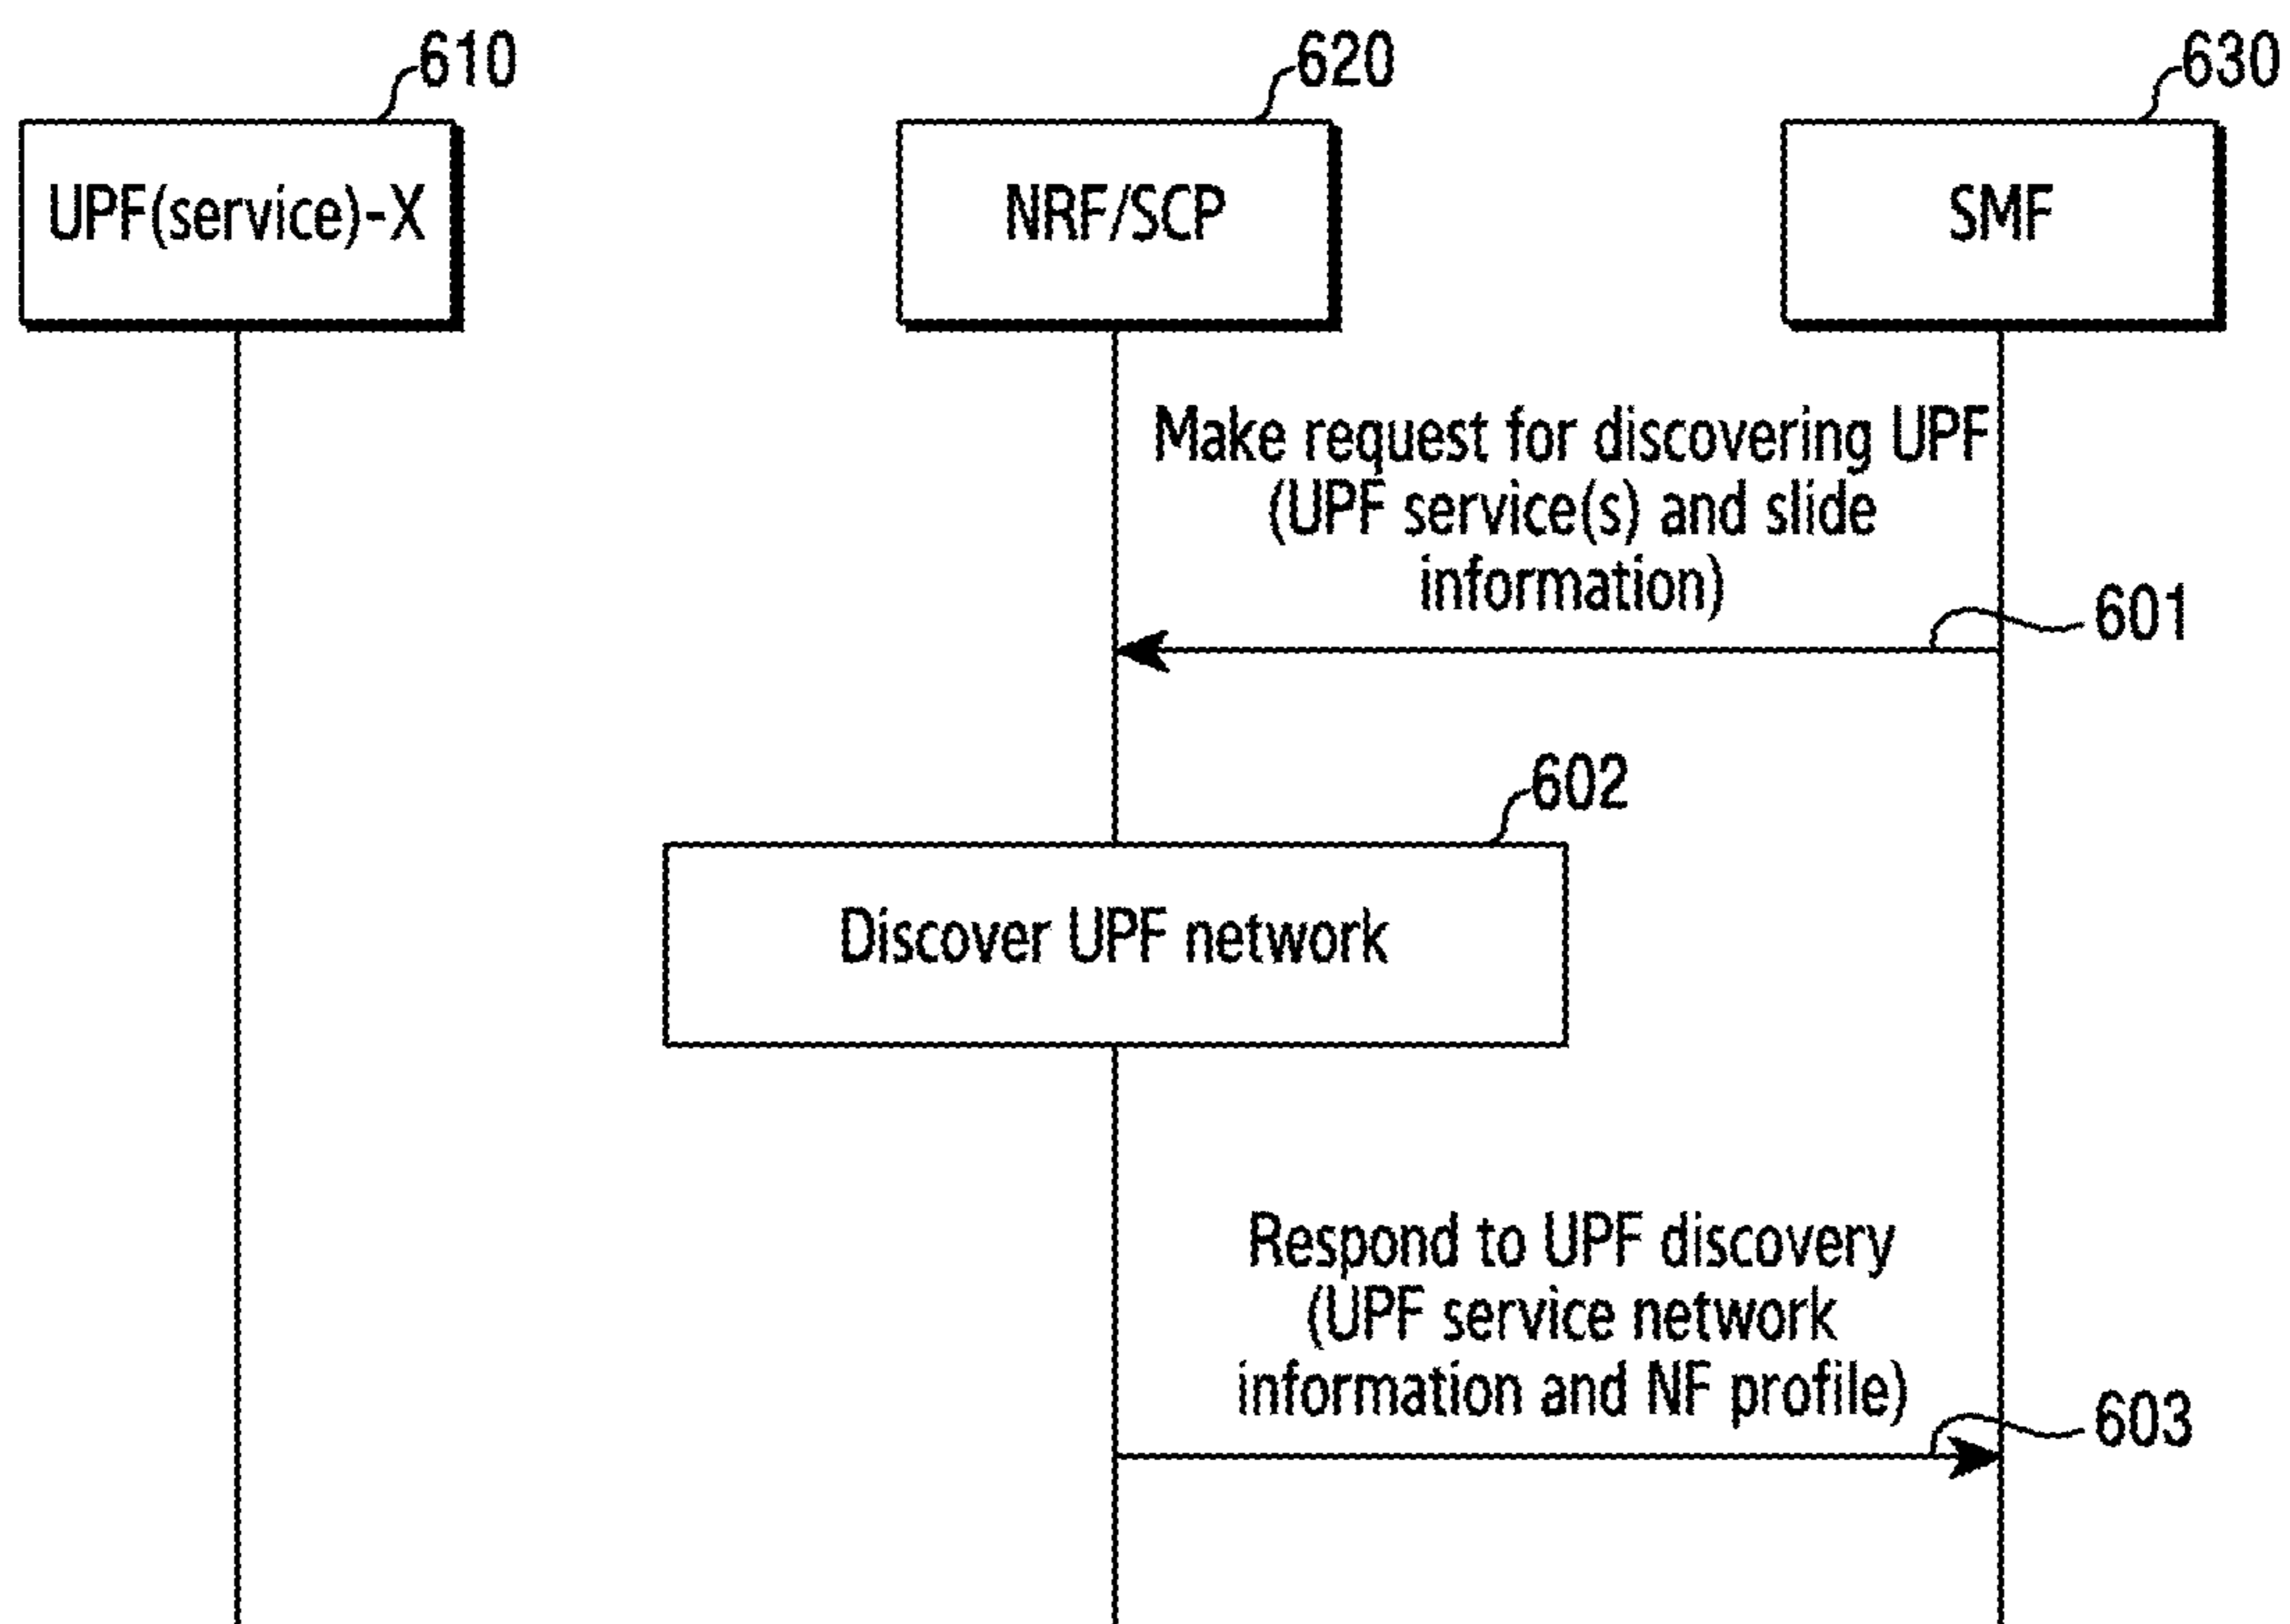 610
620
630
UPF(service)-X
NRF/SCP
SMF
Make request for discovering UPF
(UPF service(s) and slide
information)
601
602
Discover UPF network
Respond to UPF discovery
(UPF service network
information and NF profile)
603